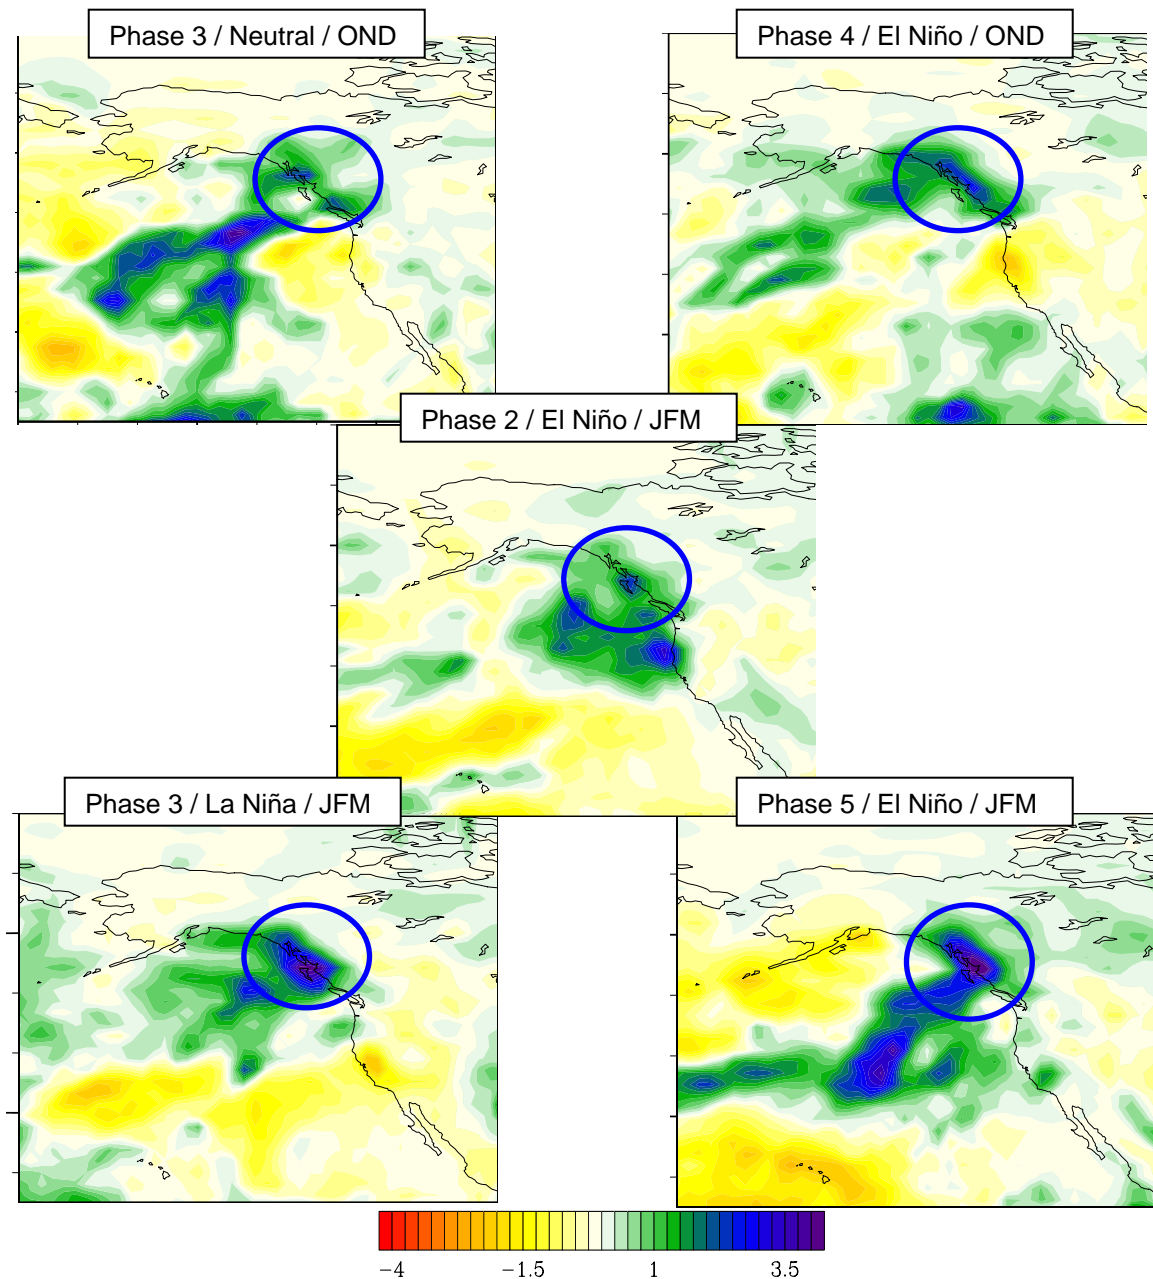 Phase 3 / Neutral / OND
Phase 4 / El Niño / OND
Phase 2 / El Niño / JFM
Phase 3 / La Niña / JFM
Phase 5 / El Niño / JFM
−4 −1.5 1 3.5